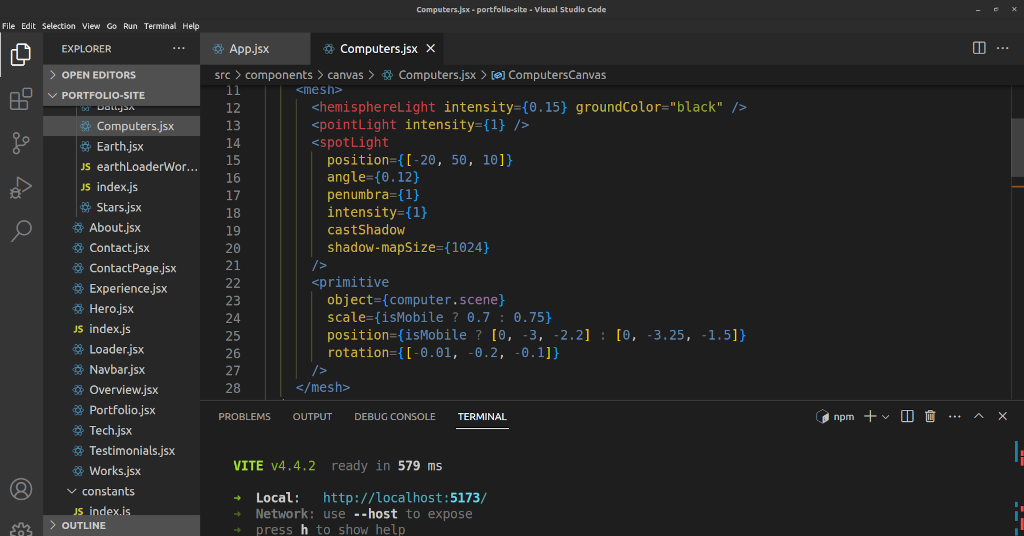 Computers.jsx - portfolio-site - Visual Studio Code
File Edit Selection View Go Run Terminal Help
EXPLORER
OPEN EDITORS
PORTFOLIO-SITE
Ball.jsx
Computers.jsx
Earth.jsx
JS earthLoaderWor...
JS index.js
Stars.jsx
About.jsx
Contact.jsx
ContactPage.jsx
Experience.jsx
Hero.jsx
JS index.js
Loader.jsx
Navbar.jsx
Overview.jsx
Portfolio.jsx
Tech.jsx
Testimonials.jsx
Works.jsx
constants
JS index.js
OUTLINE
App.jsx Computers.jsx
src > components > canvas > Computers.jsx > ComputersCanvas
11 <mesh>
12 <hemisphereLight intensity={0.15} groundColor="black" />
13 <pointLight intensity={1} />
14 <spotLight
15 position={[-20, 50, 10]}
16 angle={0.12}
17 penumbra={1}
18 intensity={1}
19 castShadow
20 shadow-mapSize={1024}
21 />
22 <primitive
23 object={computer.scene}
24 scale={isMobile ? 0.7 : 0.75}
25 position={isMobile ? [0, -3, -2.2] : [0, -3.25, -1.5]}
26 rotation={[-0.01, -0.2, -0.1]}
27 />
28 </mesh>
PROBLEMS OUTPUT DEBUG CONSOLE TERMINAL npm
VITE v4.4.2 ready in 579 ms
➜ Local: http://localhost:5173/
➜ Network: use --host to expose
➜ press h to show help